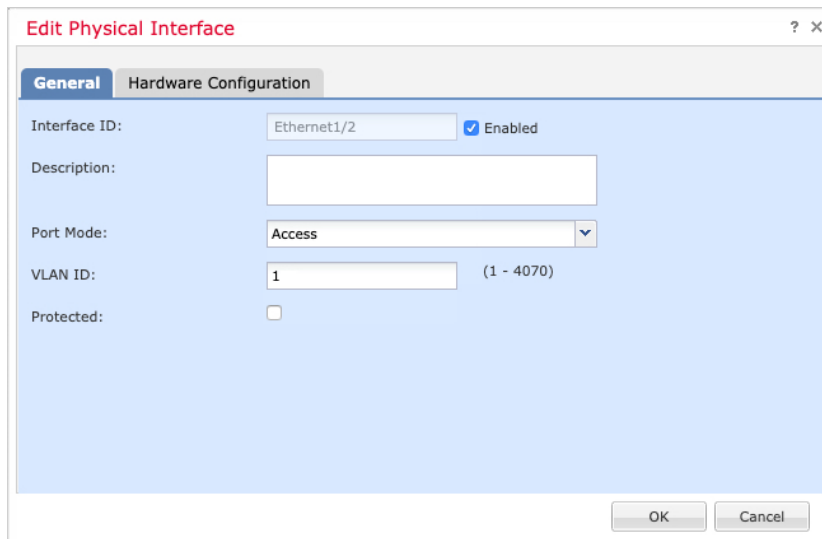 Edit Physical Interface ? ×
General Hardware Configuration
Interface ID: Ethernet1/2 Enabled
Description:
Port Mode: Access
VLAN ID: 1 (1 - 4070)
Protected:
OK Cancel